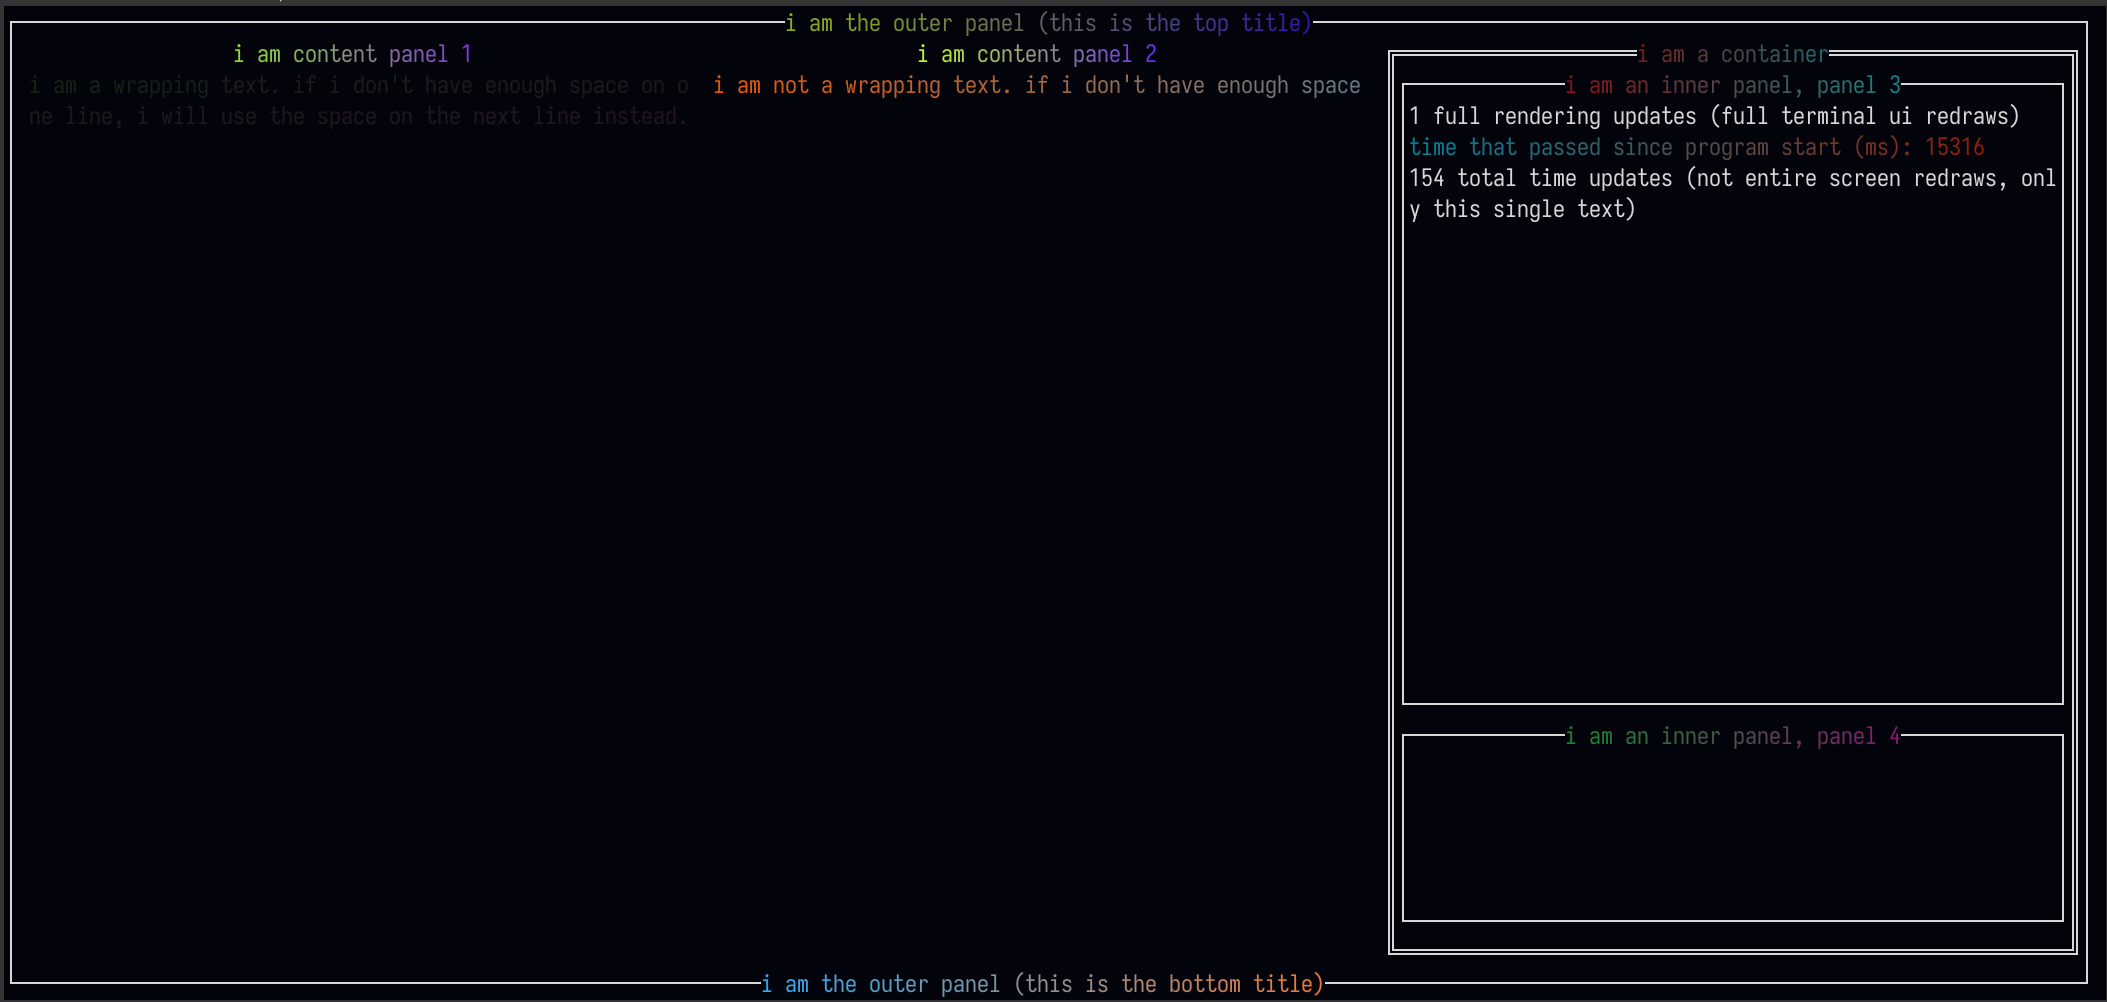 i am the outer panel (this is the top title)
i am content panel 1
i am a wrapping text. if i don't have enough space on o
ne line, i will use the space on the next line instead.
i am content panel 2
i am not a wrapping text. if i don't have enough space
i am a container
i am an inner panel, panel 3
1 full rendering updates (full terminal ui redraws)
time that passed since program start (ms): 15316
154 total time updates (not entire screen redraws, onl
y this single text)
i am an inner panel, panel 4
i am the outer panel (this is the bottom title)